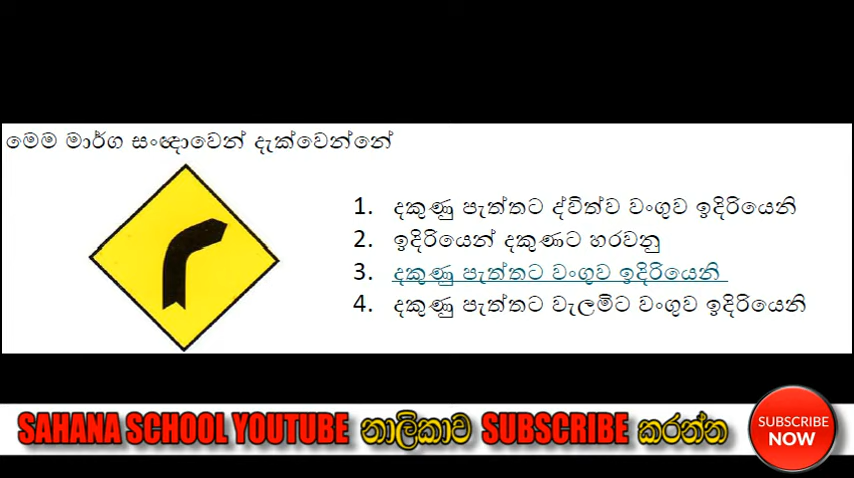 මෙම මාර්ග සංඥාවෙන් දැක්වෙන්නේ
1. දකුණු පැත්තට ද්විත්ව වංගුව ඉදිරියෙනි
2. ඉදිරියෙන් දකුණට හරවනු
3. දකුණු පැත්තට වංගුව ඉදිරියෙනි
4. දකුණු පැත්තට වැලමිට වංගුව ඉදිරියෙනි
SAHANA SCHOOL YOUTUBE නාලිකාව SUBSCRIBE කරන්න
SUBSCRIBE
NOW